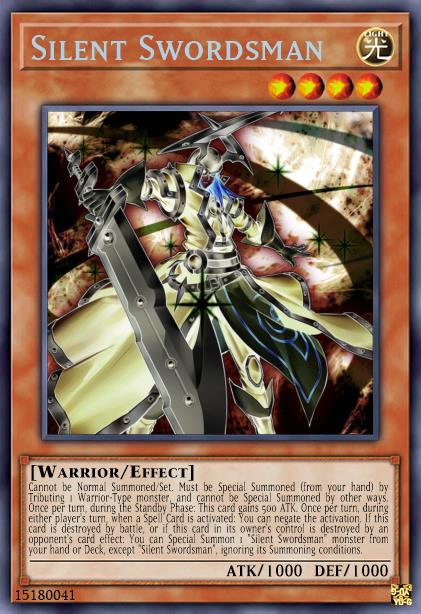 Silent Swordsman
LIGHT
光
[Warrior/Effect]
Cannot be Normal Summoned/Set. Must be Special Summoned (from your hand) by
Tributing 1 Warrior-Type monster, and cannot be Special Summoned by other ways.
Once per turn, during the Standby Phase: This card gains 500 ATK. Once per turn, during
either player's turn, when a Spell Card is activated: You can negate the activation. If this
card is destroyed by battle, or if this card in its owner's control is destroyed by an
opponent's card effect: You can Special Summon 1 "Silent Swordsman" monster from
your hand or Deck, except "Silent Swordsman", ignoring its Summoning conditions.
ATK/1000 DEF/1000
15180041